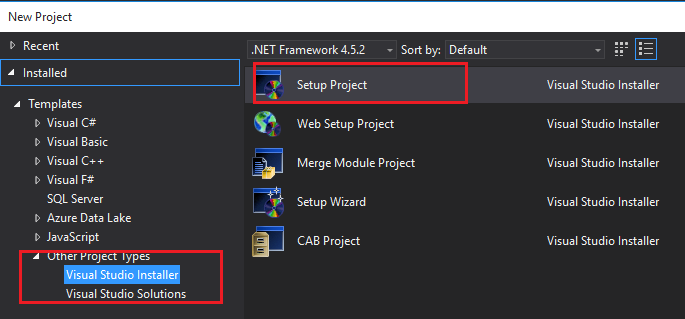 New Project
Recent
.NET Framework 4.5.2 Sort by: Default
Installed
Templates
Visual C#
Visual Basic
Visual C++
Visual F#
SQL Server
Azure Data Lake
JavaScript
Other Project Types
Visual Studio Installer
Visual Studio Solutions
Setup Project Visual Studio Installer
Web Setup Project Visual Studio Installer
Merge Module Project Visual Studio Installer
Setup Wizard Visual Studio Installer
CAB Project Visual Studio Installer